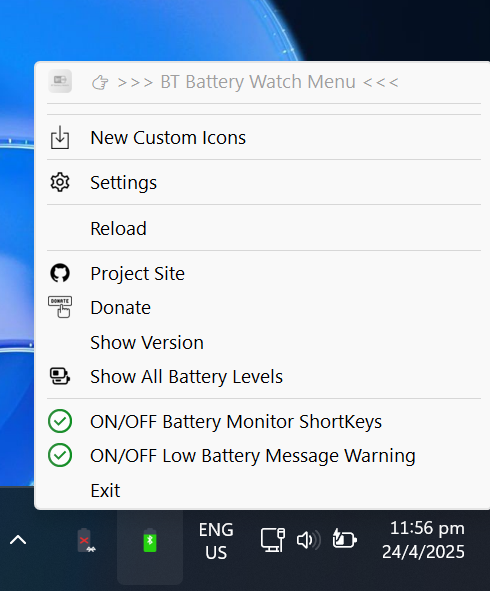 👉 >>> BT Battery Watch Menu <<<
New Custom Icons
Settings
Reload
Project Site
DONATE
Donate
Show Version
Show All Battery Levels
ON/OFF Battery Monitor ShortKeys
ON/OFF Low Battery Message Warning
Exit
ENG
US
11:56 pm
24/4/2025